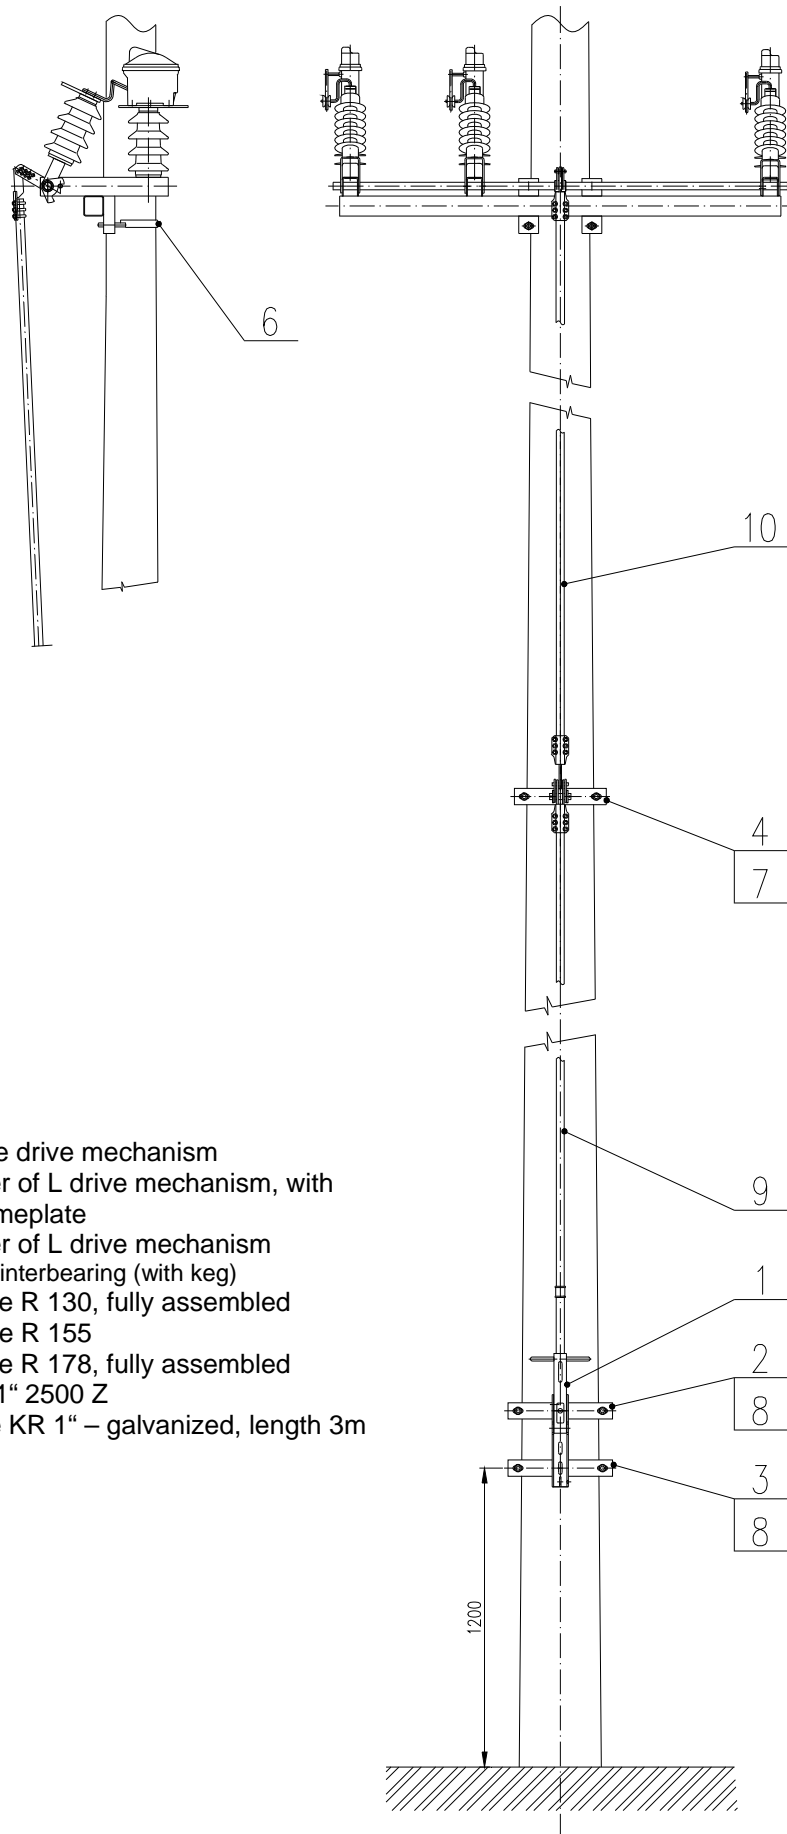 6
10
4
7
9
1
2
8
3
8
1200
e drive mechanism
er of L drive mechanism, with
meplate
er of L drive mechanism
interbearing (with keg)
e R 130, fully assembled
e R 155
e R 178, fully assembled
1“ 2500 Z
e KR 1“ – galvanized, length 3m